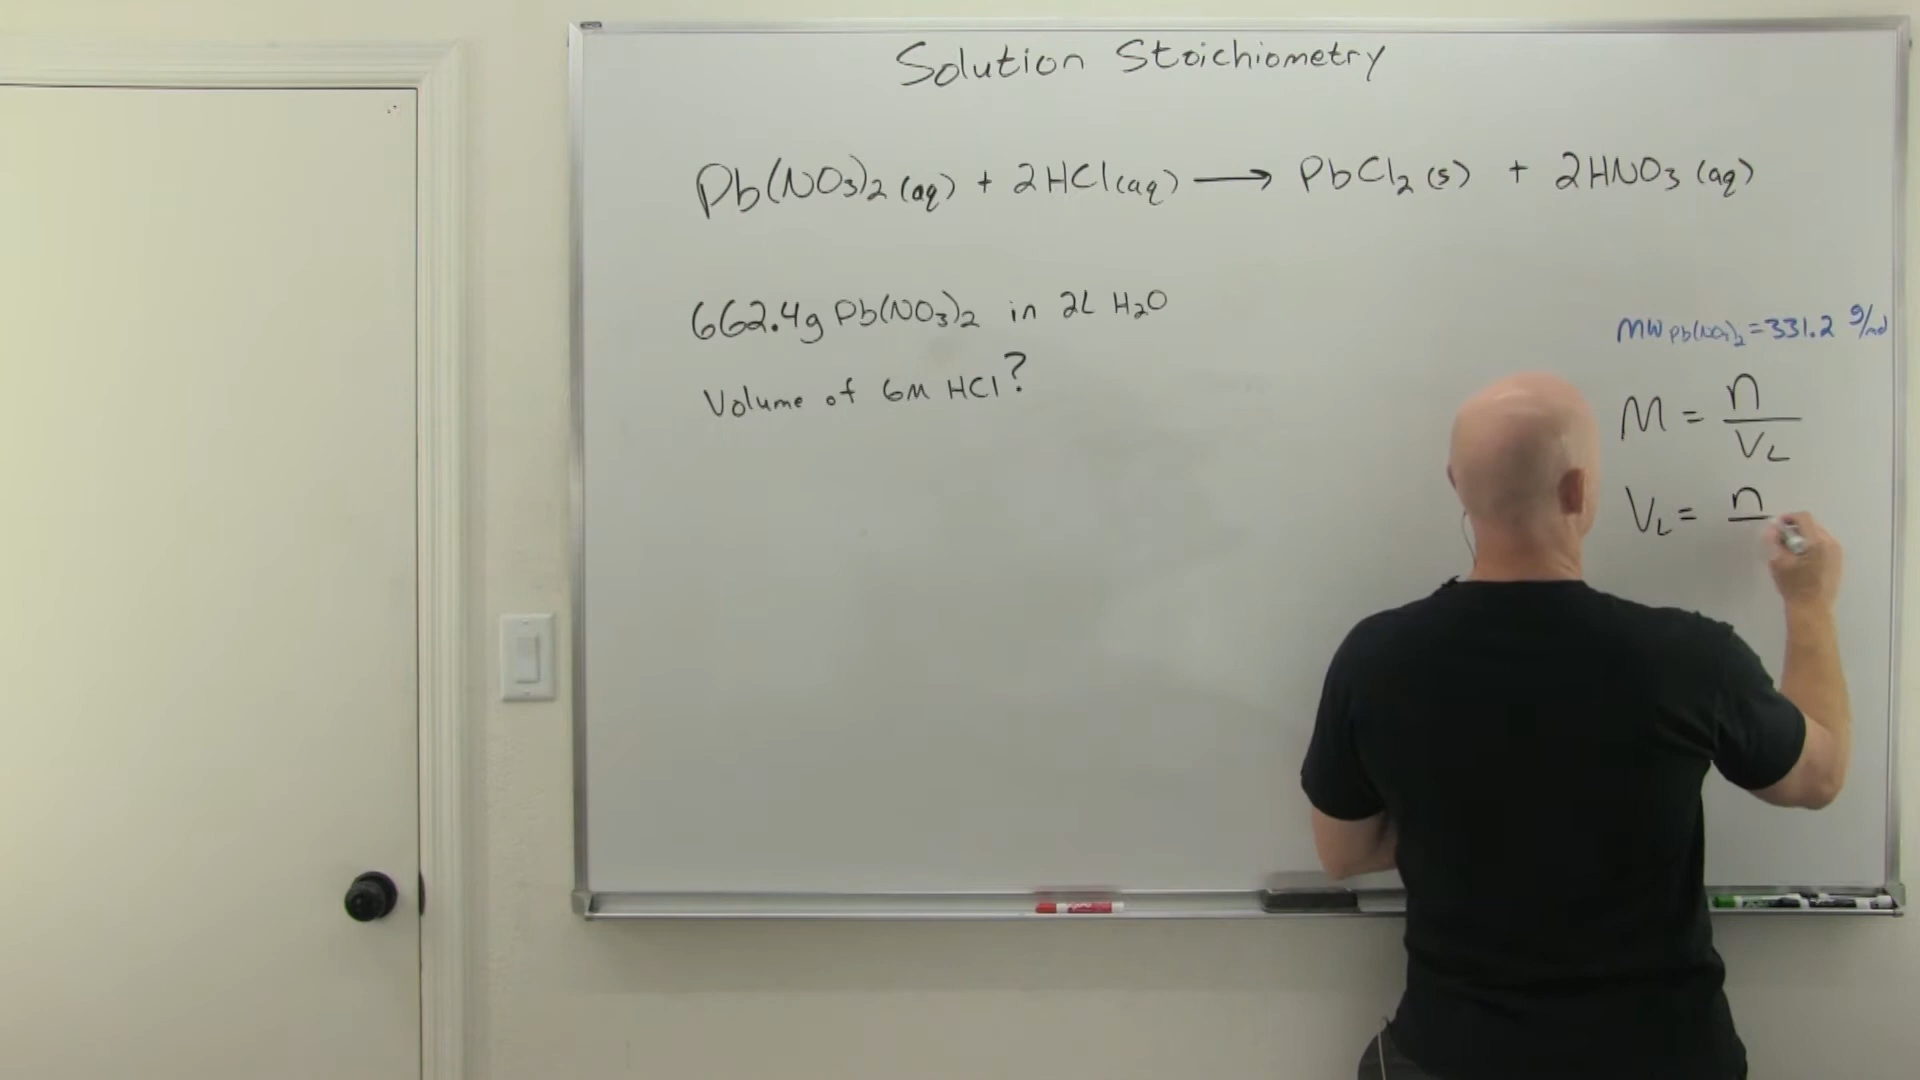 Solution Stoichiometry
Pb(NO3)2 (aq) + 2HCl(aq) ⟶ PbCl2 (s) + 2HNO3 (aq)
662.4g Pb(NO3)2 in 2L H2O
Volume of 6M HCl?
MW Pb(NO3)2 = 331.2 g/mol
M = n / VL
VL = n